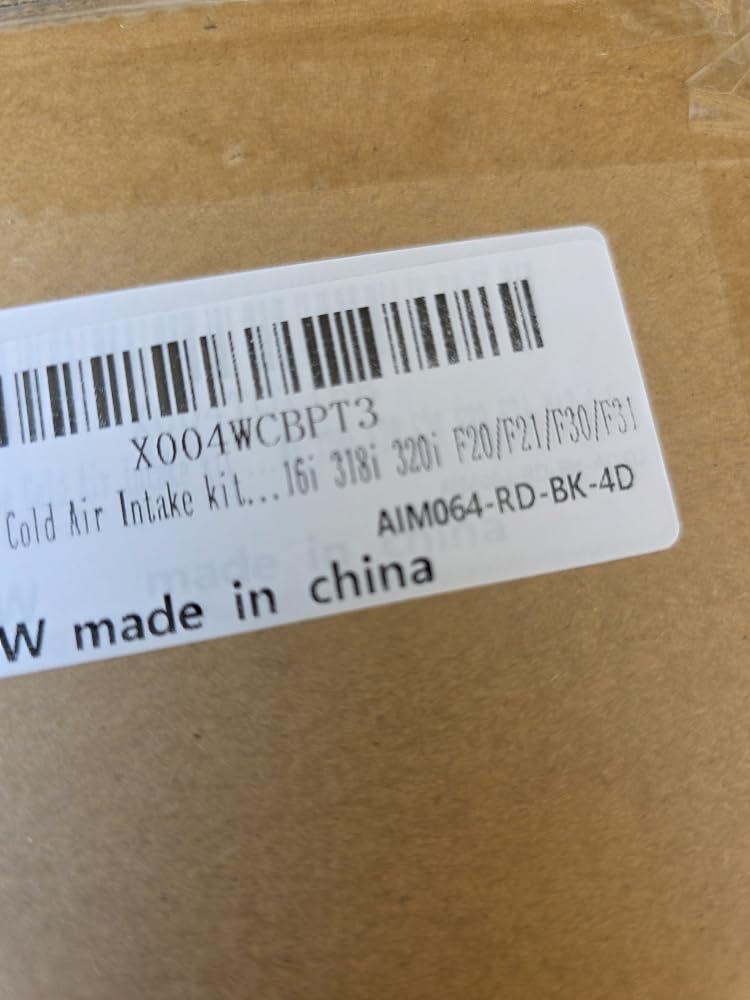 X004WCBPT3
Cold Air Intake kit...16i 318i 320i F20/F21/F30/F31
AIM064-RD-BK-4D
W made in china